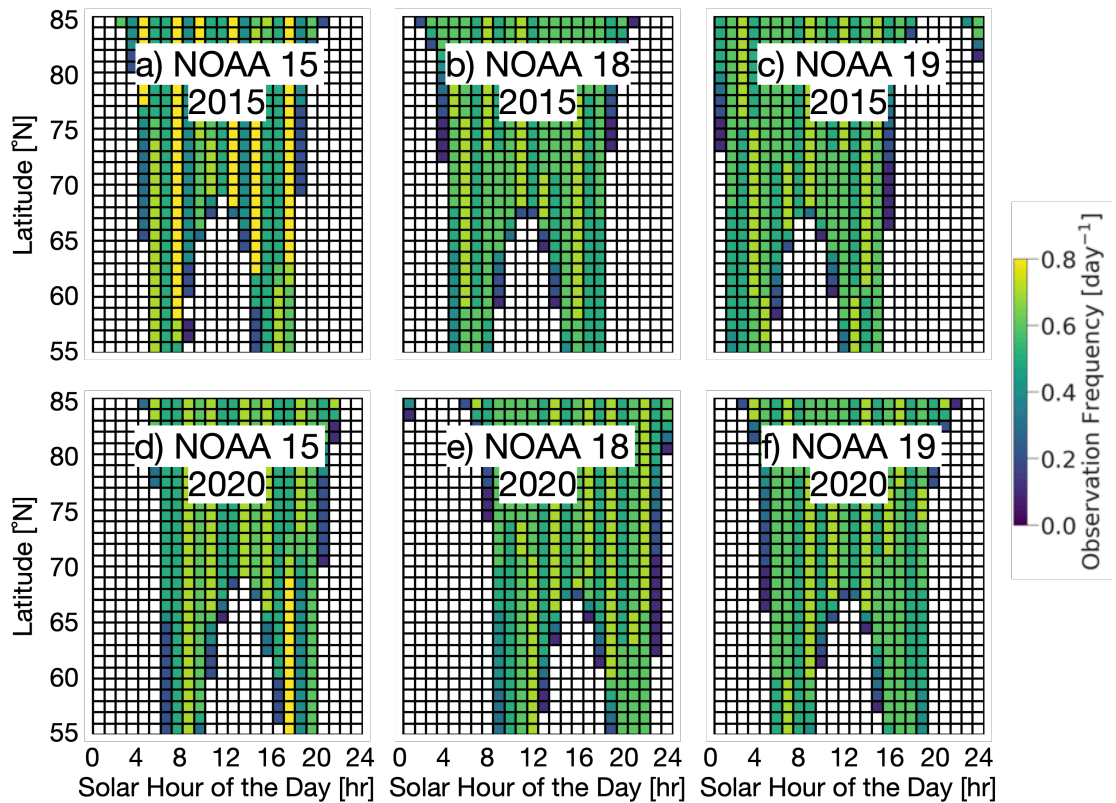 85
80
75
70
65
60
55
Latitude [°N]
a) NOAA 15
2015
b) NOAA 18
2015
c) NOAA 19
2015
85
80
75
70
65
60
55
Latitude [°N]
d) NOAA 15
2020
e) NOAA 18
2020
f) NOAA 19
2020
0 4 8 12 16 20 24
0 4 8 12 16 20 24
0 4 8 12 16 20 24
Solar Hour of the Day [hr]
Solar Hour of the Day [hr]
Solar Hour of the Day [hr]
0.8
0.6
0.4
0.2
0.0
Observation Frequency [day⁻¹]